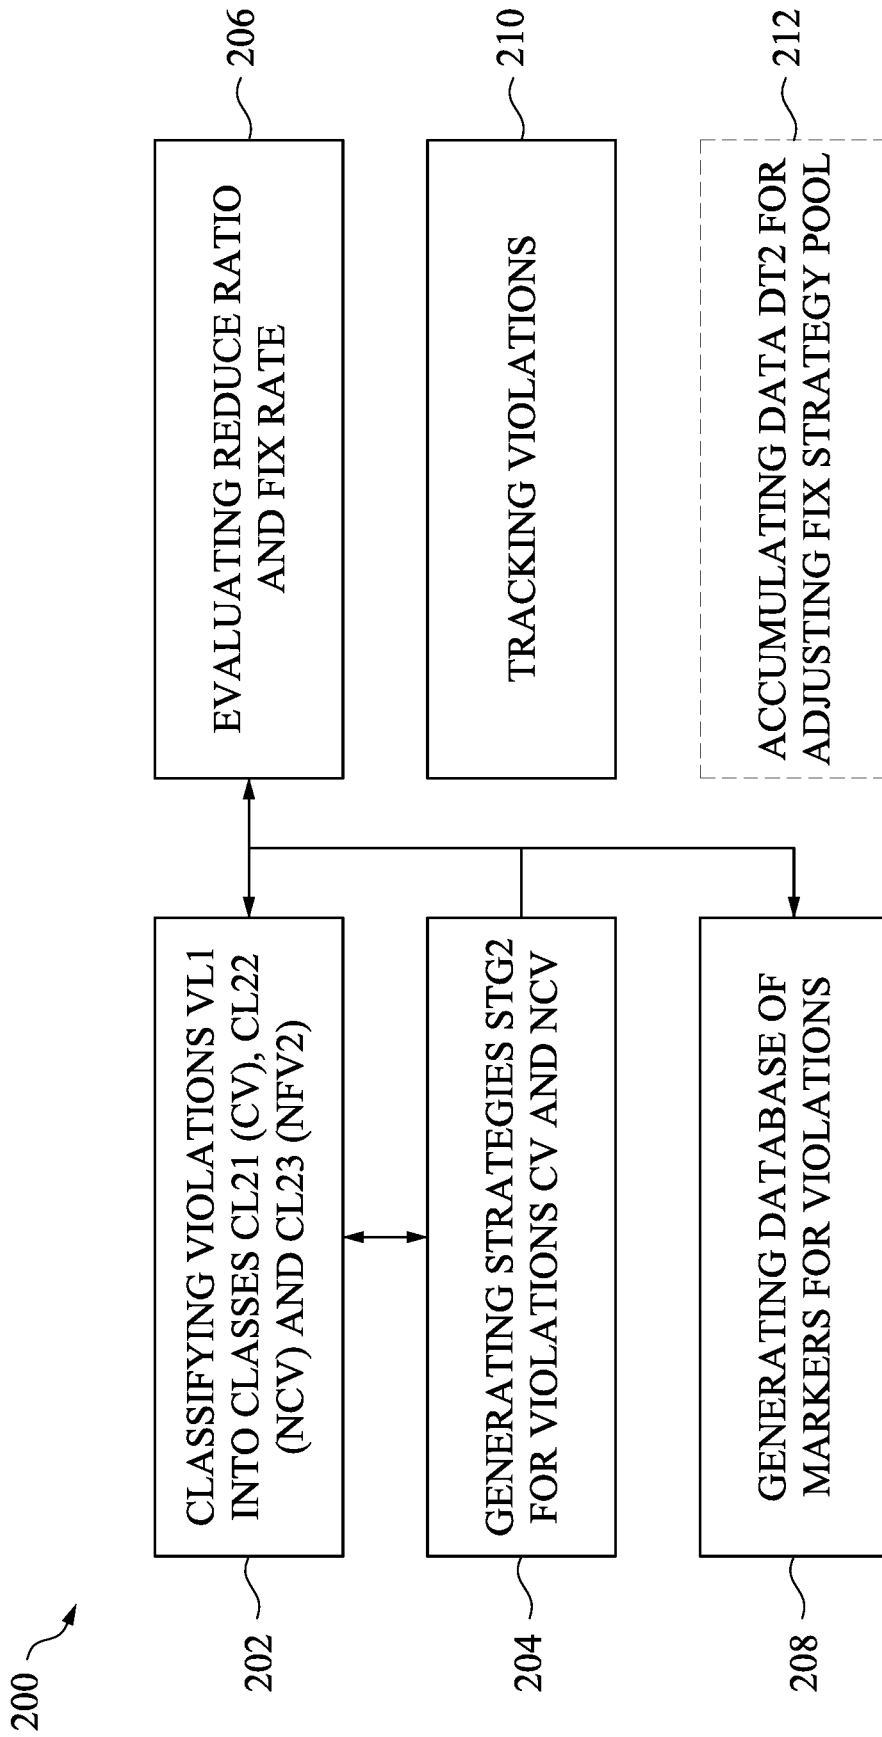 200
202
CLASSIFYING VIOLATIONS VL1
INTO CLASSES CL21 (CV), CL22
(NCV) AND CL23 (NFV2)
206
EVALUATING REDUCE RATIO
AND FIX RATE
204
GENERATING STRATEGIES STG2
FOR VIOLATIONS CV AND NCV
210
TRACKING VIOLATIONS
208
GENERATING DATABASE OF
MARKERS FOR VIOLATIONS
212
ACCUMULATING DATA DT2 FOR
ADJUSTING FIX STRATEGY POOL